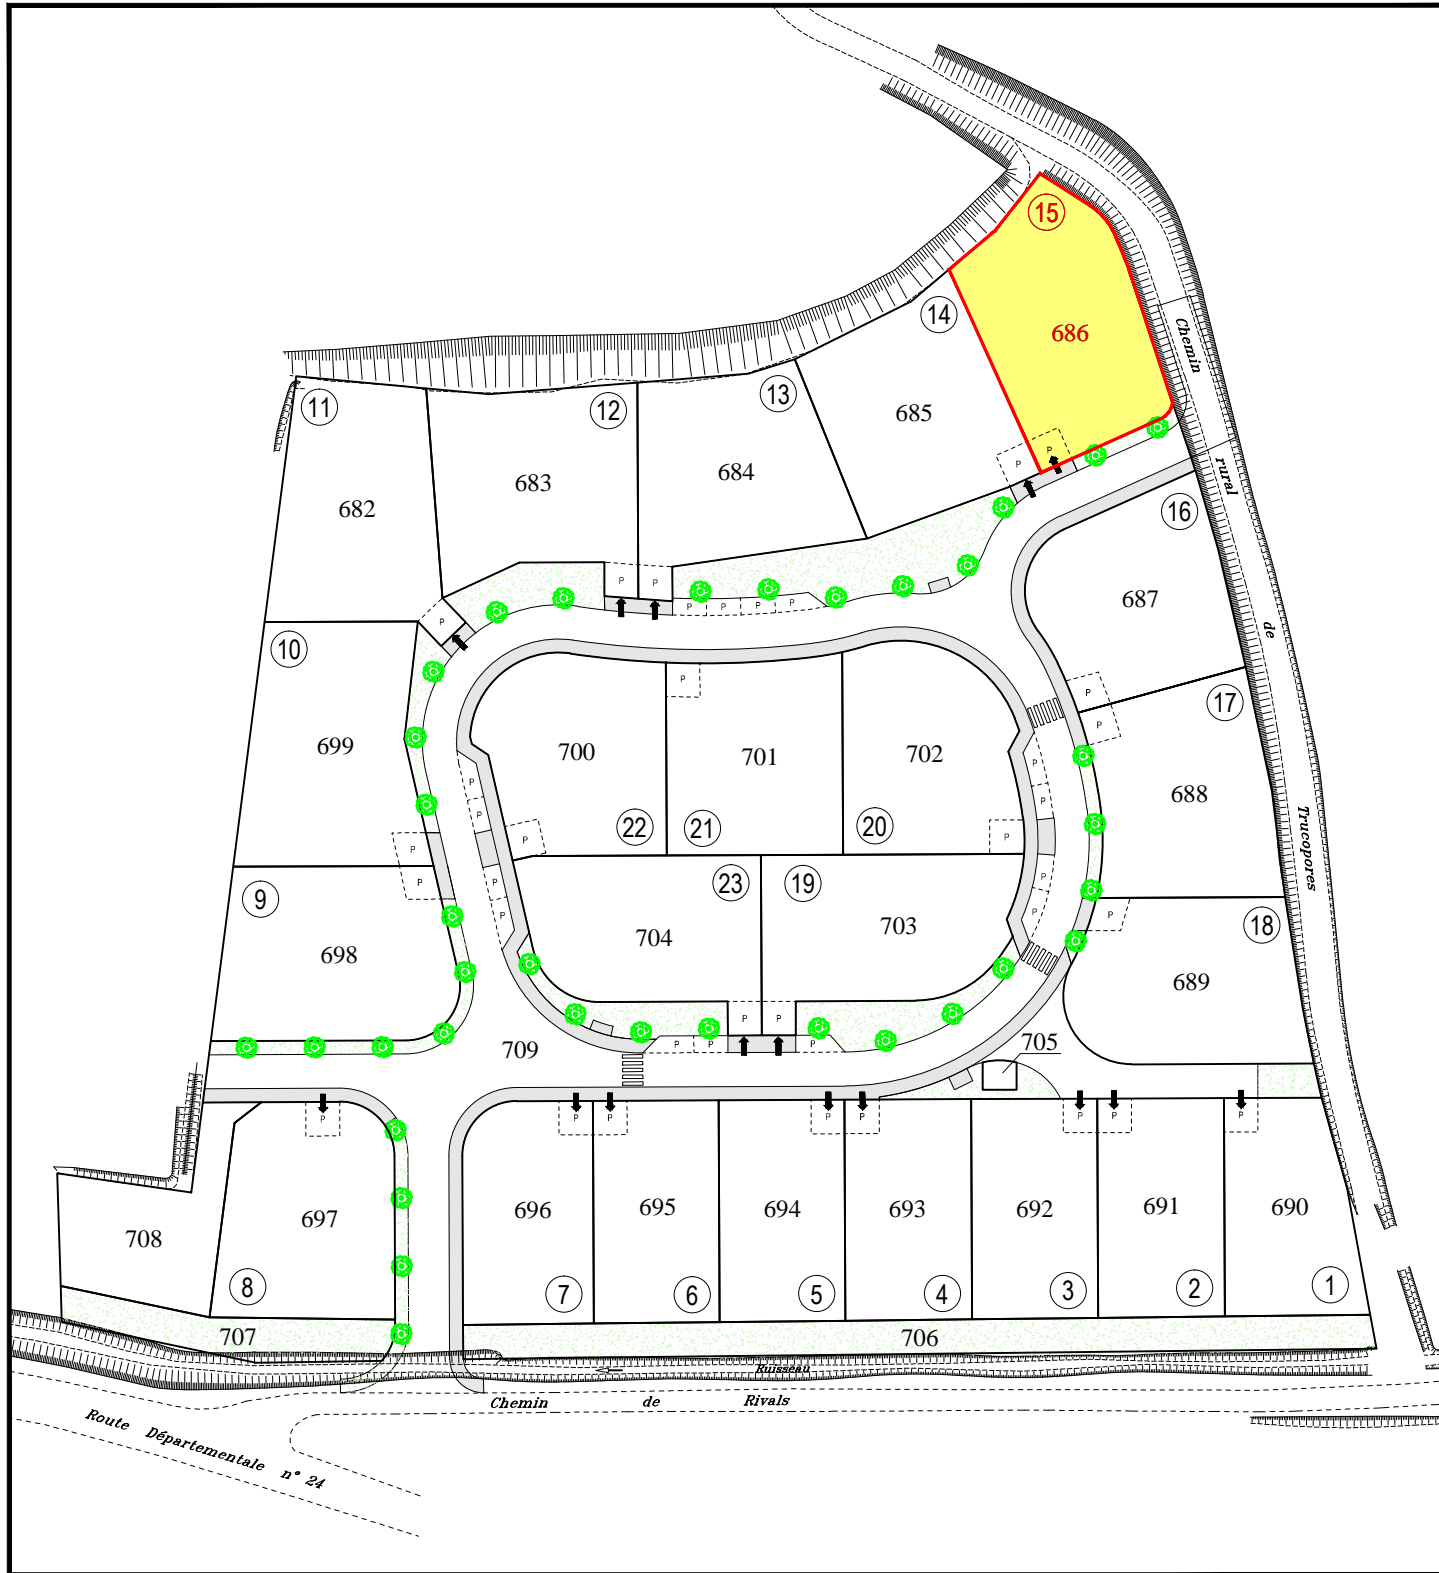 15
14
686
Chemin
13
11
12
685
684
683
682
P
P
rural
16
10
687
de
P
P
P
P
P
P
P
P
P
17
P
699
700
701
702
P
P
P
P
688
P
P
P
Trucopores
22
21
20
P
P
P
P
P
P
23
19
9
P
P
P
P
18
704
703
698
689
P
P
709
P
P
P
705
P
P
P
P
P
P
P
P
697
696
695
694
693
692
691
690
708
8
7
6
5
4
3
2
1
707
706
Ruisseau
Chemin de Rivals
Route Départementale n° 24